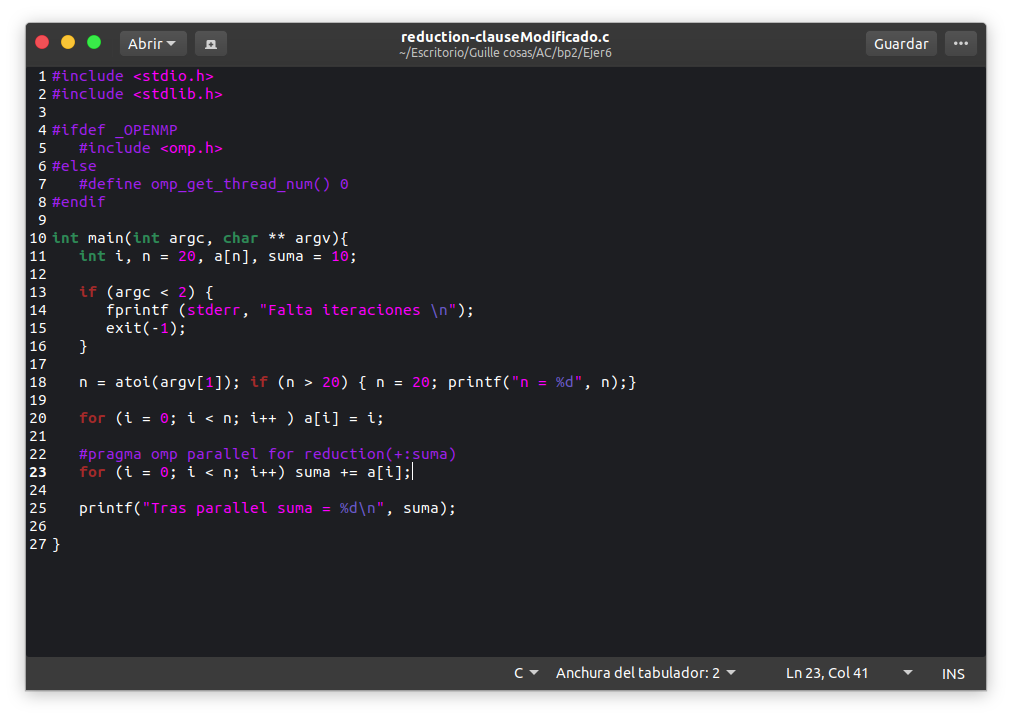 Abrir
reduction-clauseModificado.c
~/Escritorio/Guille cosas/AC/bp2/Ejer6
Guardar
1 #include <stdio.h>
2 #include <stdlib.h>
3
4 #ifdef _OPENMP
5    #include <omp.h>
6 #else
7    #define omp_get_thread_num() 0
8 #endif
9
10 int main(int argc, char ** argv){
11    int i, n = 20, a[n], suma = 10;
12
13    if (argc < 2) {
14       fprintf (stderr, "Falta iteraciones \n");
15       exit(-1);
16    }
17
18    n = atoi(argv[1]); if (n > 20) { n = 20; printf("n = %d", n);}
19
20    for (i = 0; i < n; i++ ) a[i] = i;
21
22    #pragma omp parallel for reduction(+:suma)
23    for (i = 0; i < n; i++) suma += a[i];
24
25    printf("Tras parallel suma = %d\n", suma);
26
27 }
C Anchura del tabulador: 2 Ln 23, Col 41 INS